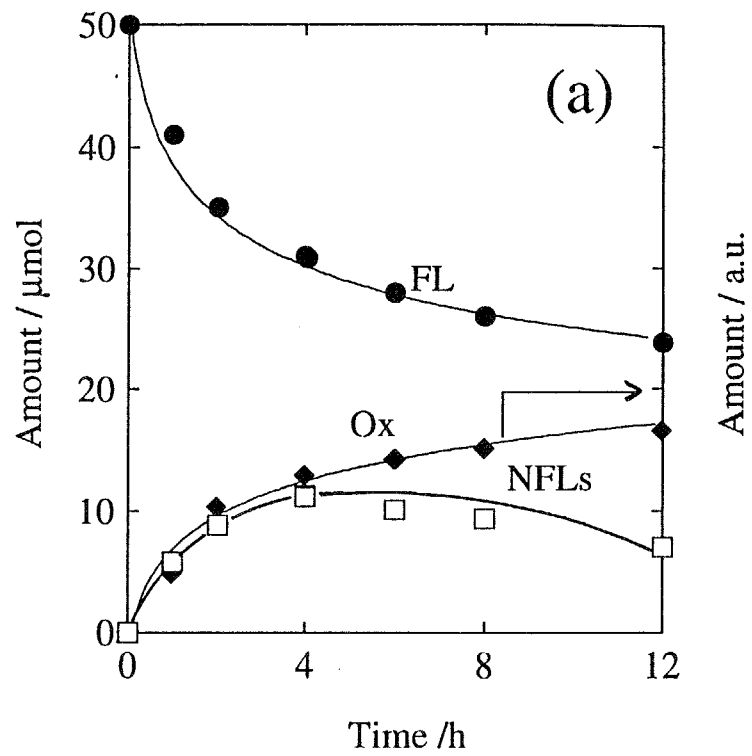 50
(a)
40
30
FL
20
Ox
NFLs
10
0
0 4 8 12
Time /h
Amount / μmol
Amount / a.u.